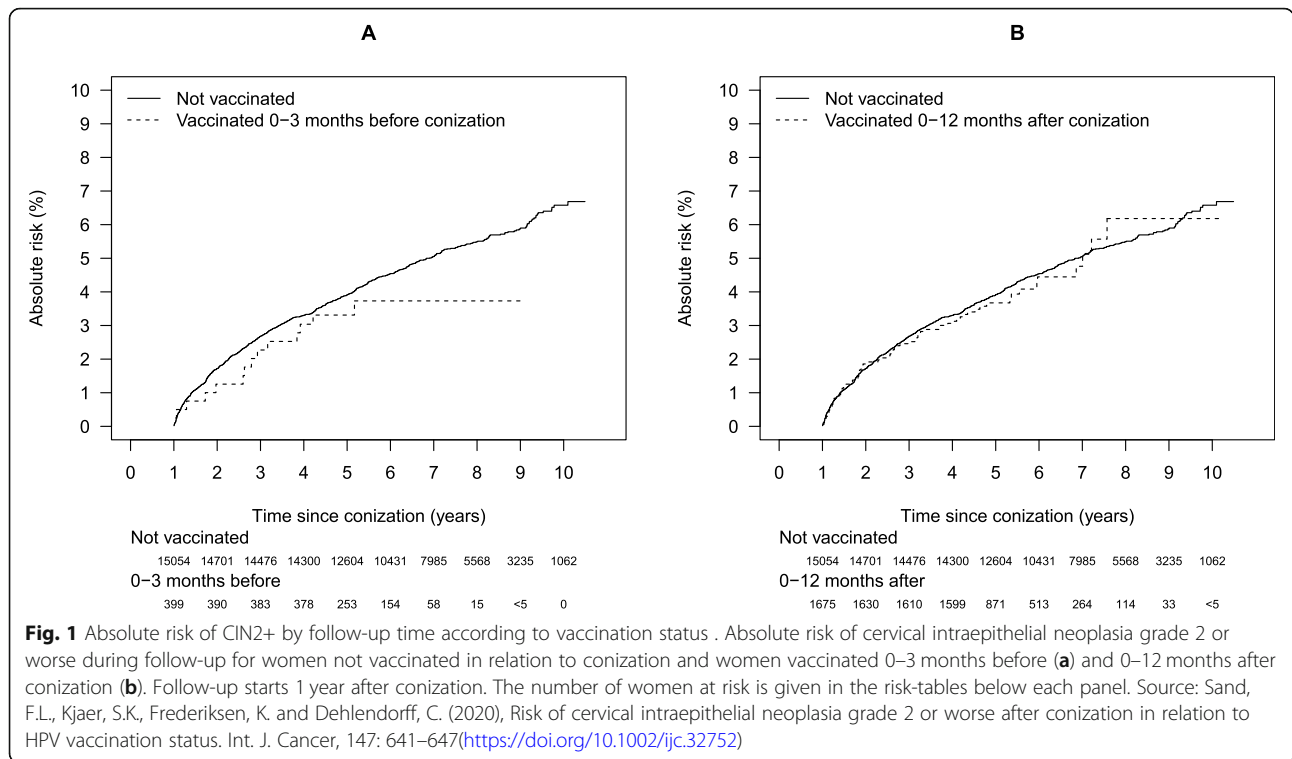 A
10
9
8
7
6
5
4
3
2
1
0
Absolute risk (%)
Not vaccinated
Vaccinated 0−3 months before conization
0 1 2 3 4 5 6 7 8 9 10
Time since conization (years)
Not vaccinated
15054 14701 14476 14300 12604 10431 7985 5568 3235 1062
0−3 months before
399 390 383 378 253 154 58 15 <5 0
B
10
9
8
7
6
5
4
3
2
1
0
Absolute risk (%)
Not vaccinated
Vaccinated 0−12 months after conization
0 1 2 3 4 5 6 7 8 9 10
Time since conization (years)
Not vaccinated
15054 14701 14476 14300 12604 10431 7985 5568 3235 1062
0−12 months after
1675 1630 1610 1599 871 513 264 114 33 <5
Fig. 1 Absolute risk of CIN2+ by follow-up time according to vaccination status . Absolute risk of cervical intraepithelial neoplasia grade 2 or
worse during follow-up for women not vaccinated in relation to conization and women vaccinated 0–3 months before (a) and 0–12 months after
conization (b). Follow-up starts 1 year after conization. The number of women at risk is given in the risk-tables below each panel. Source: Sand,
F.L., Kjaer, S.K., Frederiksen, K. and Dehlendorff, C. (2020), Risk of cervical intraepithelial neoplasia grade 2 or worse after conization in relation to
HPV vaccination status. Int. J. Cancer, 147: 641–647(https://doi.org/10.1002/ijc.32752)